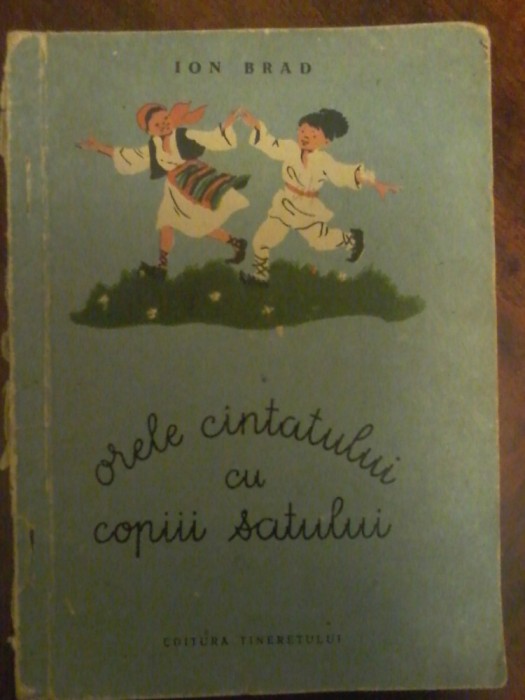 ION BRAD
orele cintatului
cu
copiii satului
EDITURA TINERETULUI